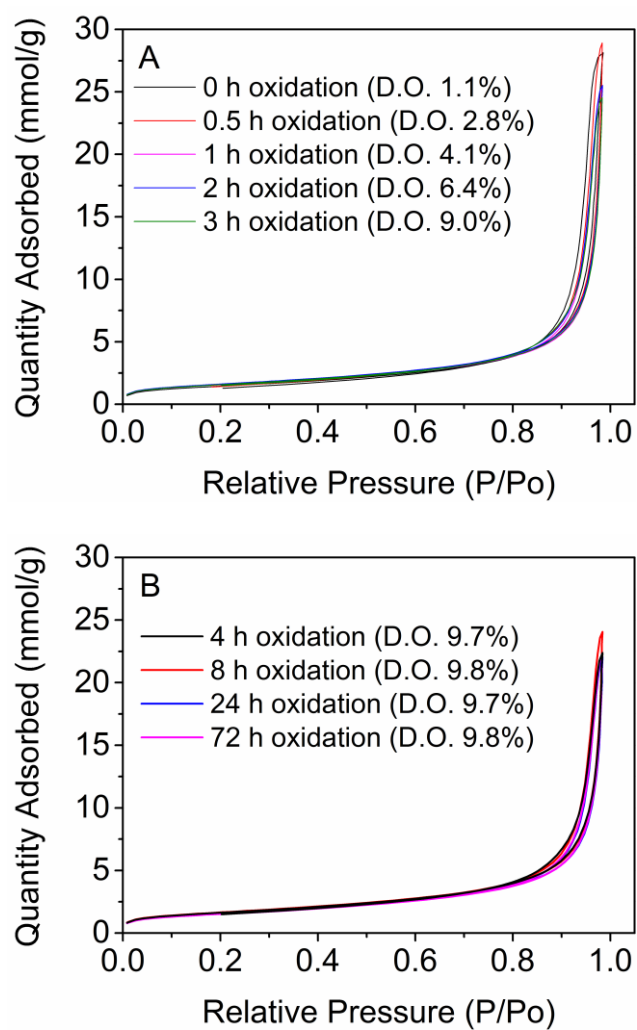 A
0 h oxidation (D.O. 1.1%)
0.5 h oxidation (D.O. 2.8%)
1 h oxidation (D.O. 4.1%)
2 h oxidation (D.O. 6.4%)
3 h oxidation (D.O. 9.0%)
Quantity Adsorbed (mmol/g)
30
25
20
15
10
5
0
0.0 0.2 0.4 0.6 0.8 1.0
Relative Pressure (P/Po)
B
4 h oxidation (D.O. 9.7%)
8 h oxidation (D.O. 9.8%)
24 h oxidation (D.O. 9.7%)
72 h oxidation (D.O. 9.8%)
Quantity Adsorbed (mmol/g)
30
25
20
15
10
5
0
0.0 0.2 0.4 0.6 0.8 1.0
Relative Pressure (P/Po)